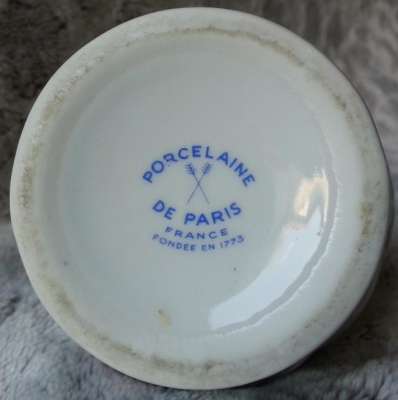 PORCELAINE
DE PARIS
FRANCE
FONDÉE EN 1773